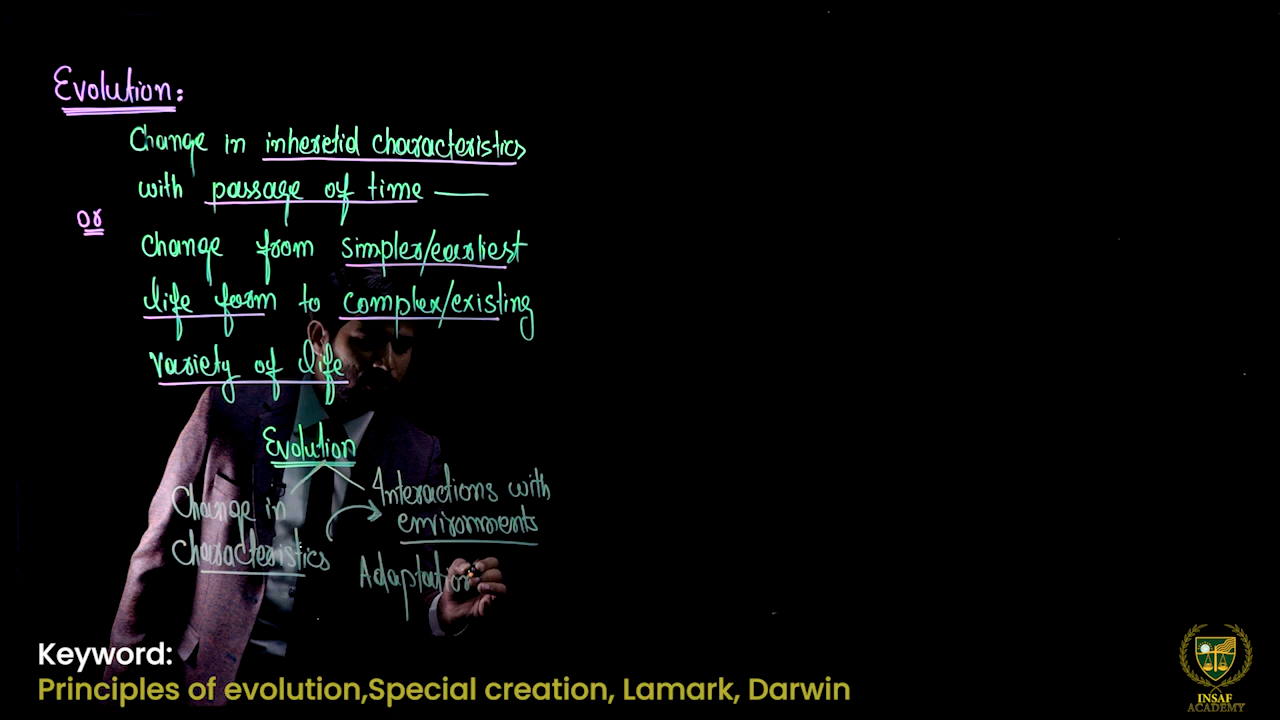 Evolution:
Change in inheretid characteristics
with passage of time —
or
Change from simpler/earliest
life form to complex/existing
variety of life
Evolution
Change in
characteristics
Interactions with
environments
Adaptation
Keyword:
Principles of evolution,Special creation, Lamark, Darwin
INSAF
ACADEMY